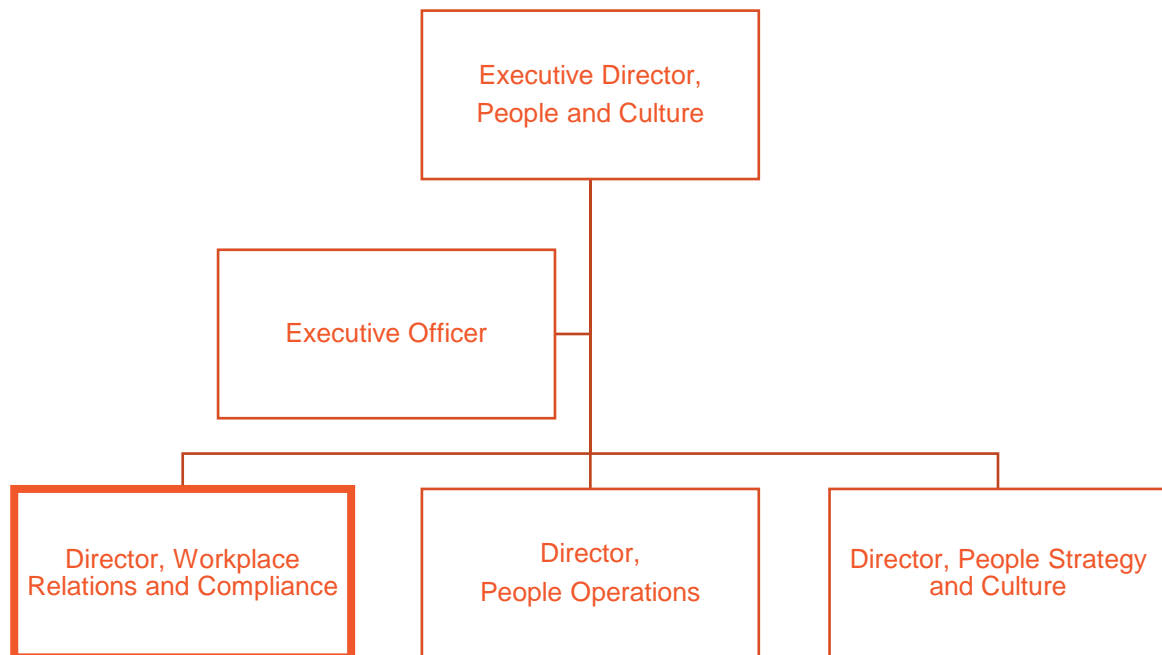 Executive Director,
People and Culture
Executive Officer
Director, Workplace
Relations and Compliance
Director,
People Operations
Director, People Strategy
and Culture